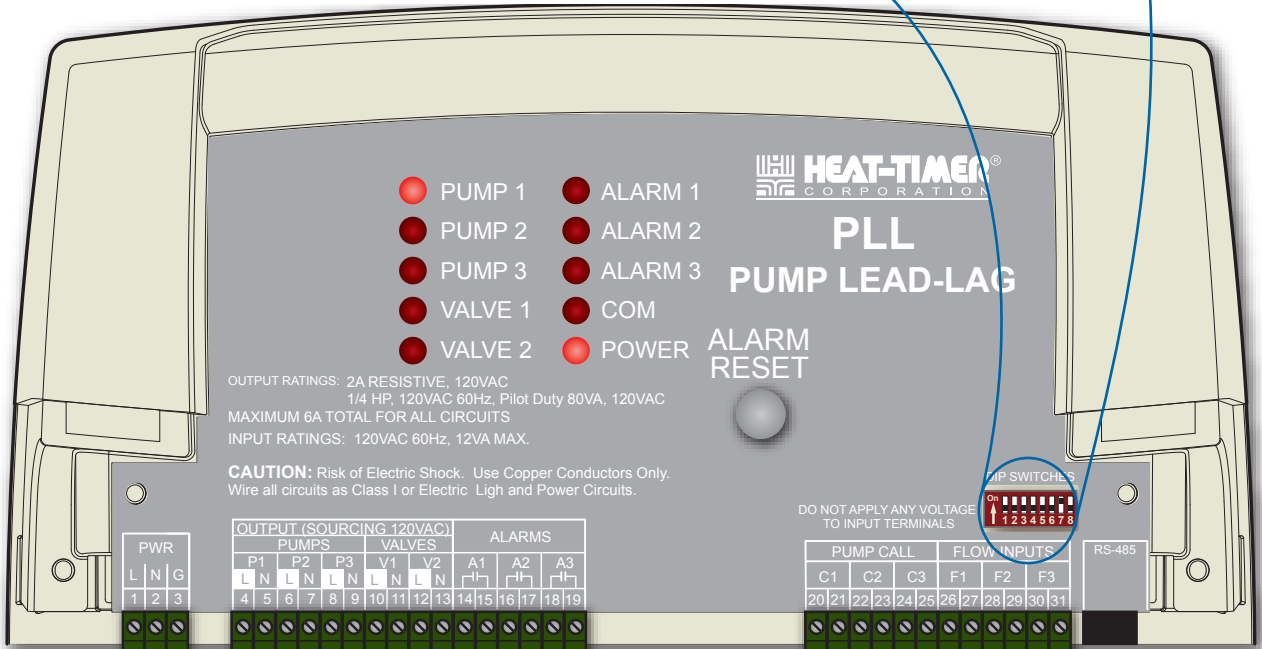 HEAT-TIMER®
CORPORATION
PLL
PUMP LEAD-LAG
PUMP 1 ALARM 1
PUMP 2 ALARM 2
PUMP 3 ALARM 3
VALVE 1 COM
VALVE 2 POWER
ALARM
RESET
OUTPUT RATINGS: 2A RESISTIVE, 120VAC
1/4 HP, 120VAC 60Hz, Pilot Duty 80VA, 120VAC
MAXIMUM 6A TOTAL FOR ALL CIRCUITS
INPUT RATINGS: 120VAC 60Hz, 12VA MAX.
CAUTION: Risk of Electric Shock. Use Copper Conductors Only.
Wire all circuits as Class I or Electric Ligh and Power Circuits.
DIP SWITCHES
On
1 2 3 4 5 6 7 8
DO NOT APPLY ANY VOLTAGE
TO INPUT TERMINALS
PWR
L N G
1 2 3
OUTPUT (SOURCING 120VAC)
PUMPS VALVES ALARMS
P1 P2 P3 V1 V2 A1 A2 A3
L N L N L N L N L N
4 5 6 7 8 9 10 11 12 13 14 15 16 17 18 19
PUMP CALL FLOW INPUTS
C1 C2 C3 F1 F2 F3
20 21 22 23 24 25 26 27 28 29 30 31
RS-485